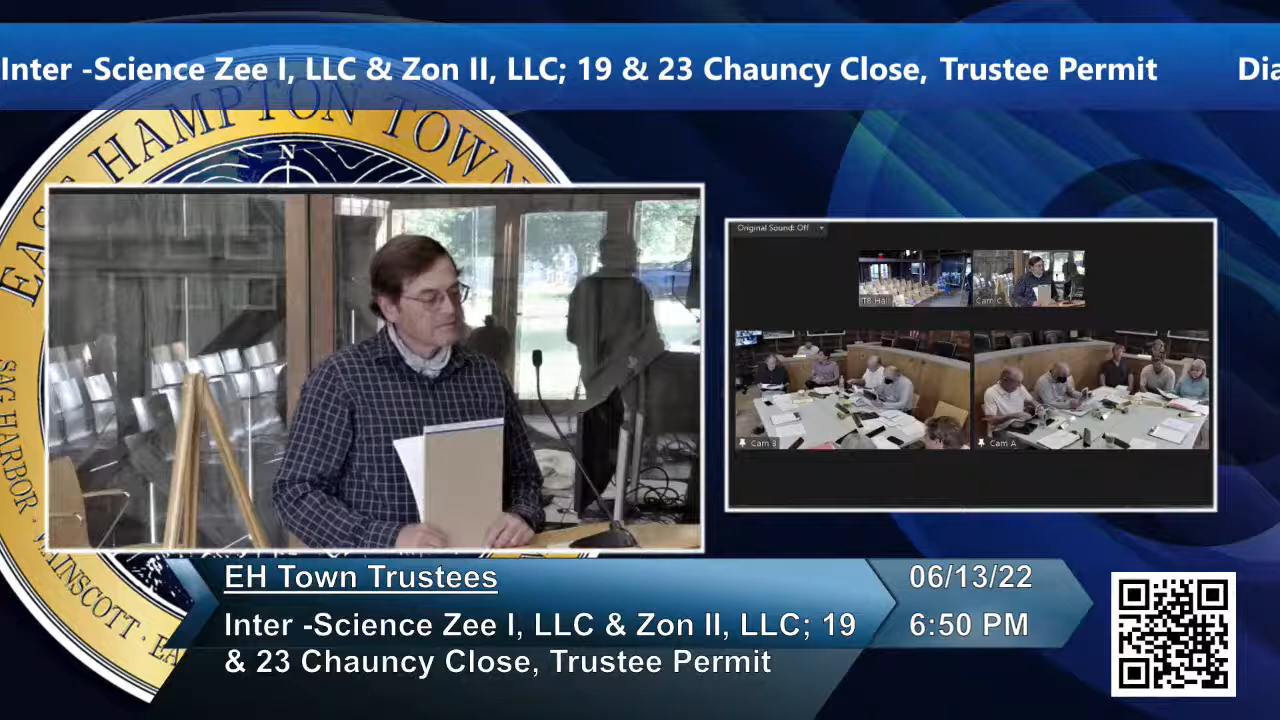 Inter -Science Zee I, LLC & Zon II, LLC; 19 & 23 Chauncy Close, Trustee Permit Dia
EAST HAMPTON TOWN
N
SAG HARBOR · WAINSCOTT · EA
Original Sound: Off
TB Hall
Cam C
Cam B
Cam A
EH Town Trustees
06/13/22
Inter -Science Zee I, LLC & Zon II, LLC; 19
6:50 PM
& 23 Chauncy Close, Trustee Permit